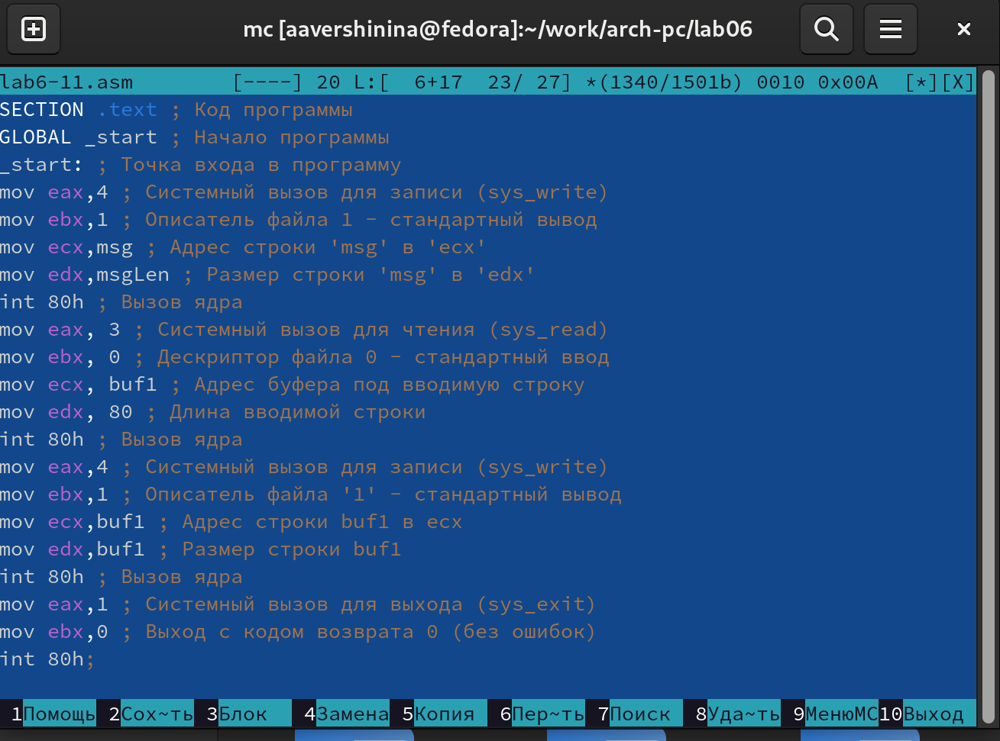 mc [aavershinina@fedora]:~/work/arch-pc/lab06
lab6-11.asm [----] 20 L:[ 6+17 23/ 27] *(1340/1501b) 0010 0x00A [*][X]
SECTION .text ; Код программы
GLOBAL _start ; Начало программы
_start: ; Точка входа в программу
mov eax,4 ; Системный вызов для записи (sys_write)
mov ebx,1 ; Описатель файла 1 - стандартный вывод
mov ecx,msg ; Адрес строки 'msg' в 'ecx'
mov edx,msgLen ; Размер строки 'msg' в 'edx'
int 80h ; Вызов ядра
mov eax, 3 ; Системный вызов для чтения (sys_read)
mov ebx, 0 ; Дескриптор файла 0 - стандартный ввод
mov ecx, buf1 ; Адрес буфера под вводимую строку
mov edx, 80 ; Длина вводимой строки
int 80h ; Вызов ядра
mov eax,4 ; Системный вызов для записи (sys_write)
mov ebx,1 ; Описатель файла '1' - стандартный вывод
mov ecx,buf1 ; Адрес строки buf1 в ecx
mov edx,buf1 ; Размер строки buf1
int 80h ; Вызов ядра
mov eax,1 ; Системный вызов для выхода (sys_exit)
mov ebx,0 ; Выход с кодом возврата 0 (без ошибок)
int 80h;
1Помощь 2Сох~ть 3Блок 4Замена 5Копия 6Пер~ть 7Поиск 8Уда~ть 9МенюMC10Выход